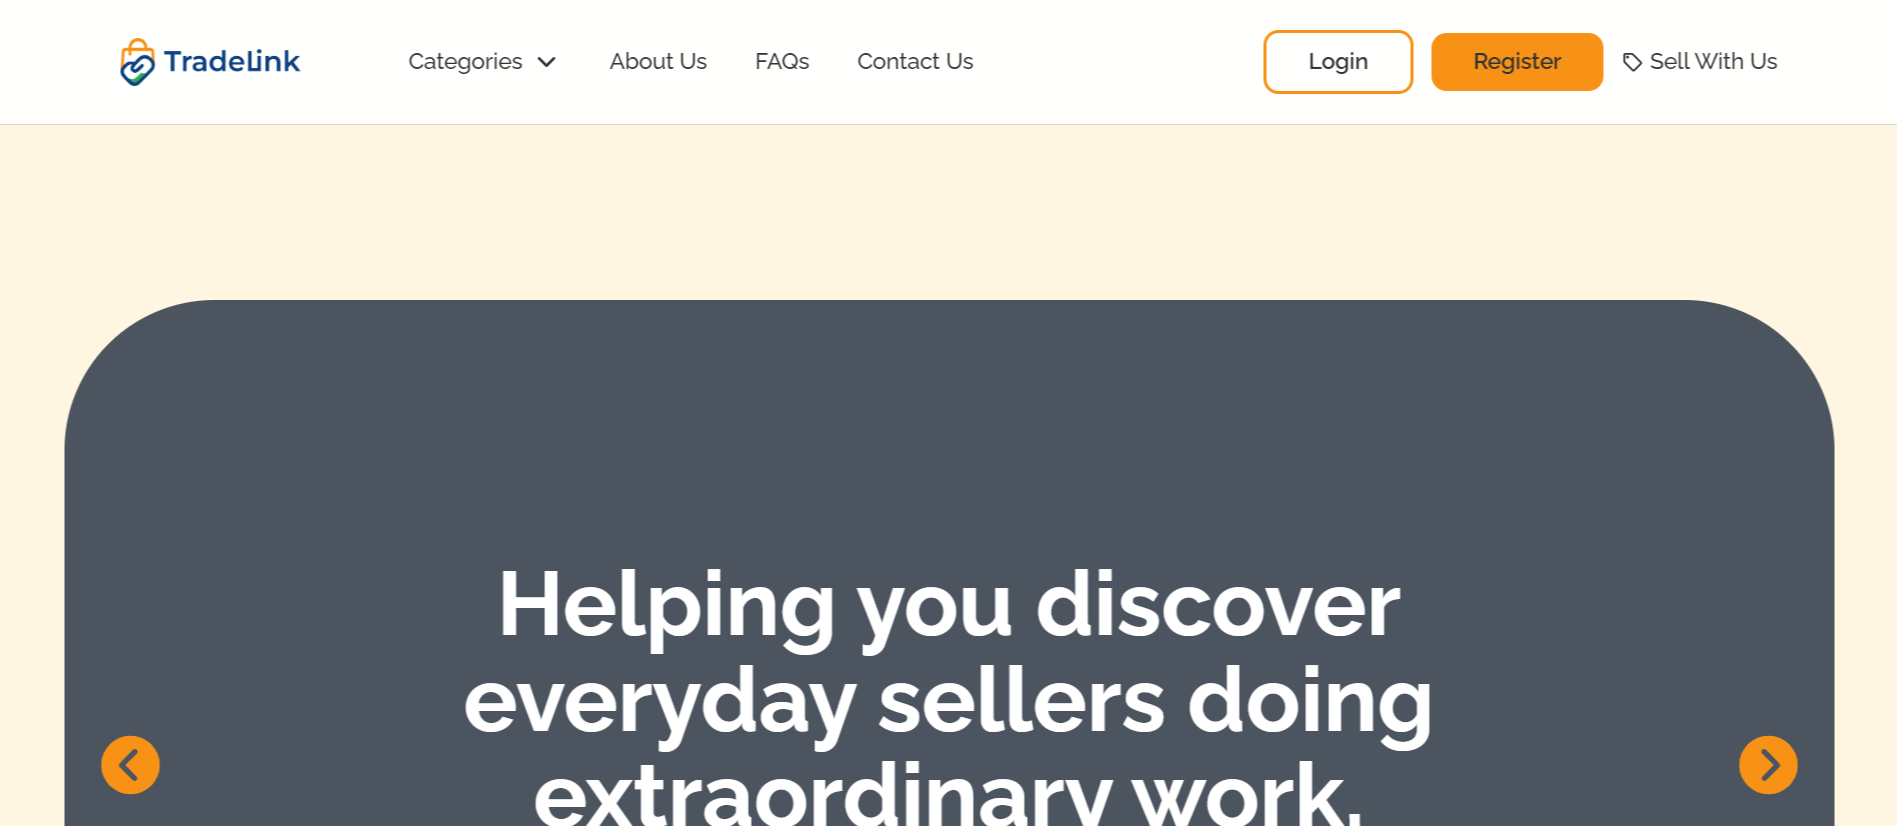 TradeLink
Categories
About Us
FAQs
Contact Us
Login
Register
Sell With Us
Helping you discover
everyday sellers doing
extraordinary work.